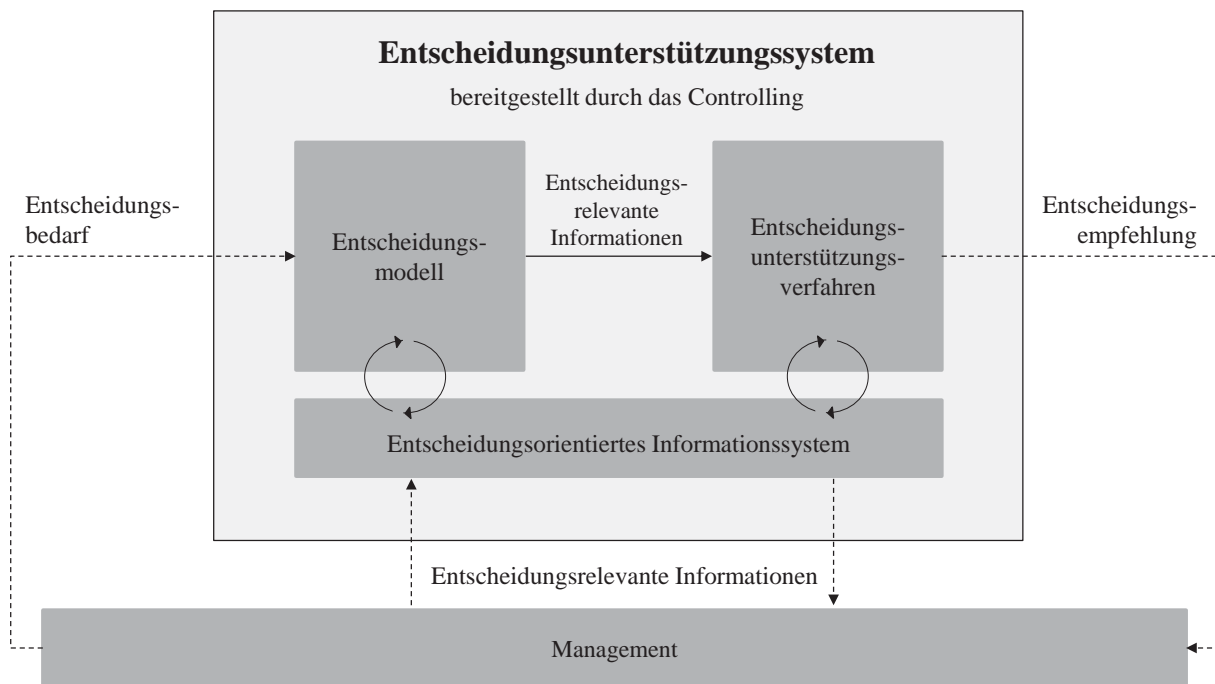 Entscheidungsunterstützungssystem
bereitgestellt durch das Controlling
Entscheidungs-
bedarf
Entscheidungs-
modell
Entscheidungs-
relevante
Informationen
Entscheidungs-
unterstützungs-
verfahren
Entscheidungs-
empfehlung
Entscheidungsorientiertes Informationssystem
Entscheidungsrelevante Informationen
Management